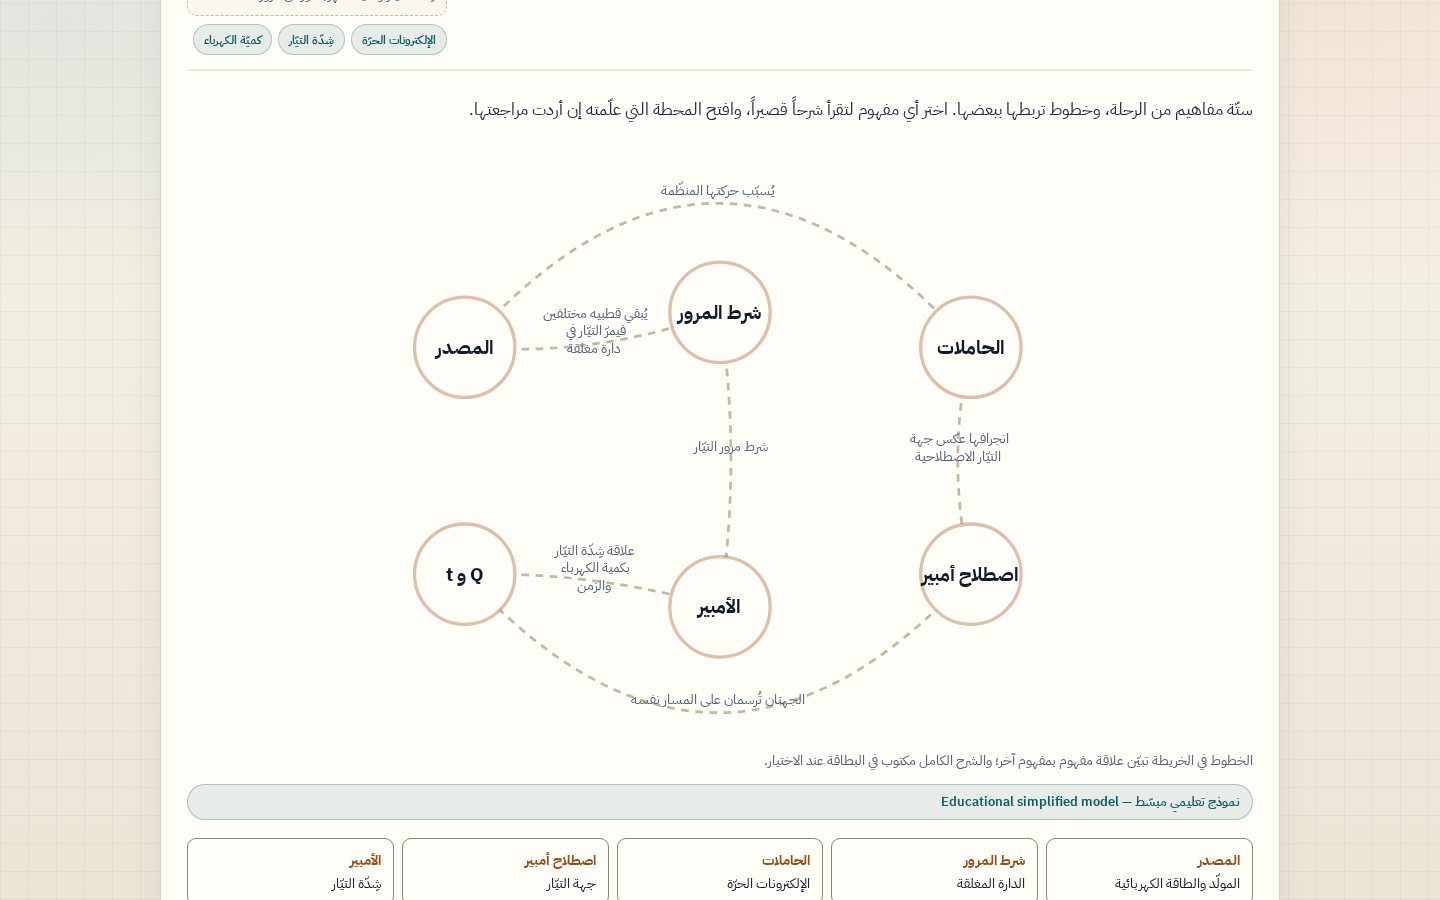 الإلكترونات الحرّة
شِدّة التيّار
كميّة الكهرباء
ستّة مفاهيم من الرحلة، وخطوط تربطها ببعضها. اختر أي مفهوم لتقرأ شرحاً قصيراً، وافتح المحطة التي علّمته إن أردت مراجعتها.
يُسبّب حركتها المنظّمة
الحاملات
شرط المرور
المصدر
يُبقي قطبيه مختلفين
فيمرّ التيّار في
دارة مغلقة
انجرافها عكس جهة
التيّار الاصطلاحية
شرط مرور التيّار
اصطلاح أمبير
الأمبير
علاقة شِدّة التيّار
بكمية الكهرباء
والزمن
Q و t
الجهتان تُرسمان على المسار نفسه
الخطوط في الخريطة تبيّن علاقة مفهوم بمفهوم آخر؛ والشرح الكامل مكتوب في البطاقة عند الاختيار.
نموذج تعليمي مبسّط — Educational simplified model
المصدر
المولّد والطاقة الكهربائية
شرط المرور
الدارة المغلقة
الحاملات
الإلكترونات الحرّة
اصطلاح أمبير
جهة التيّار
الأمبير
شِدّة التيّار